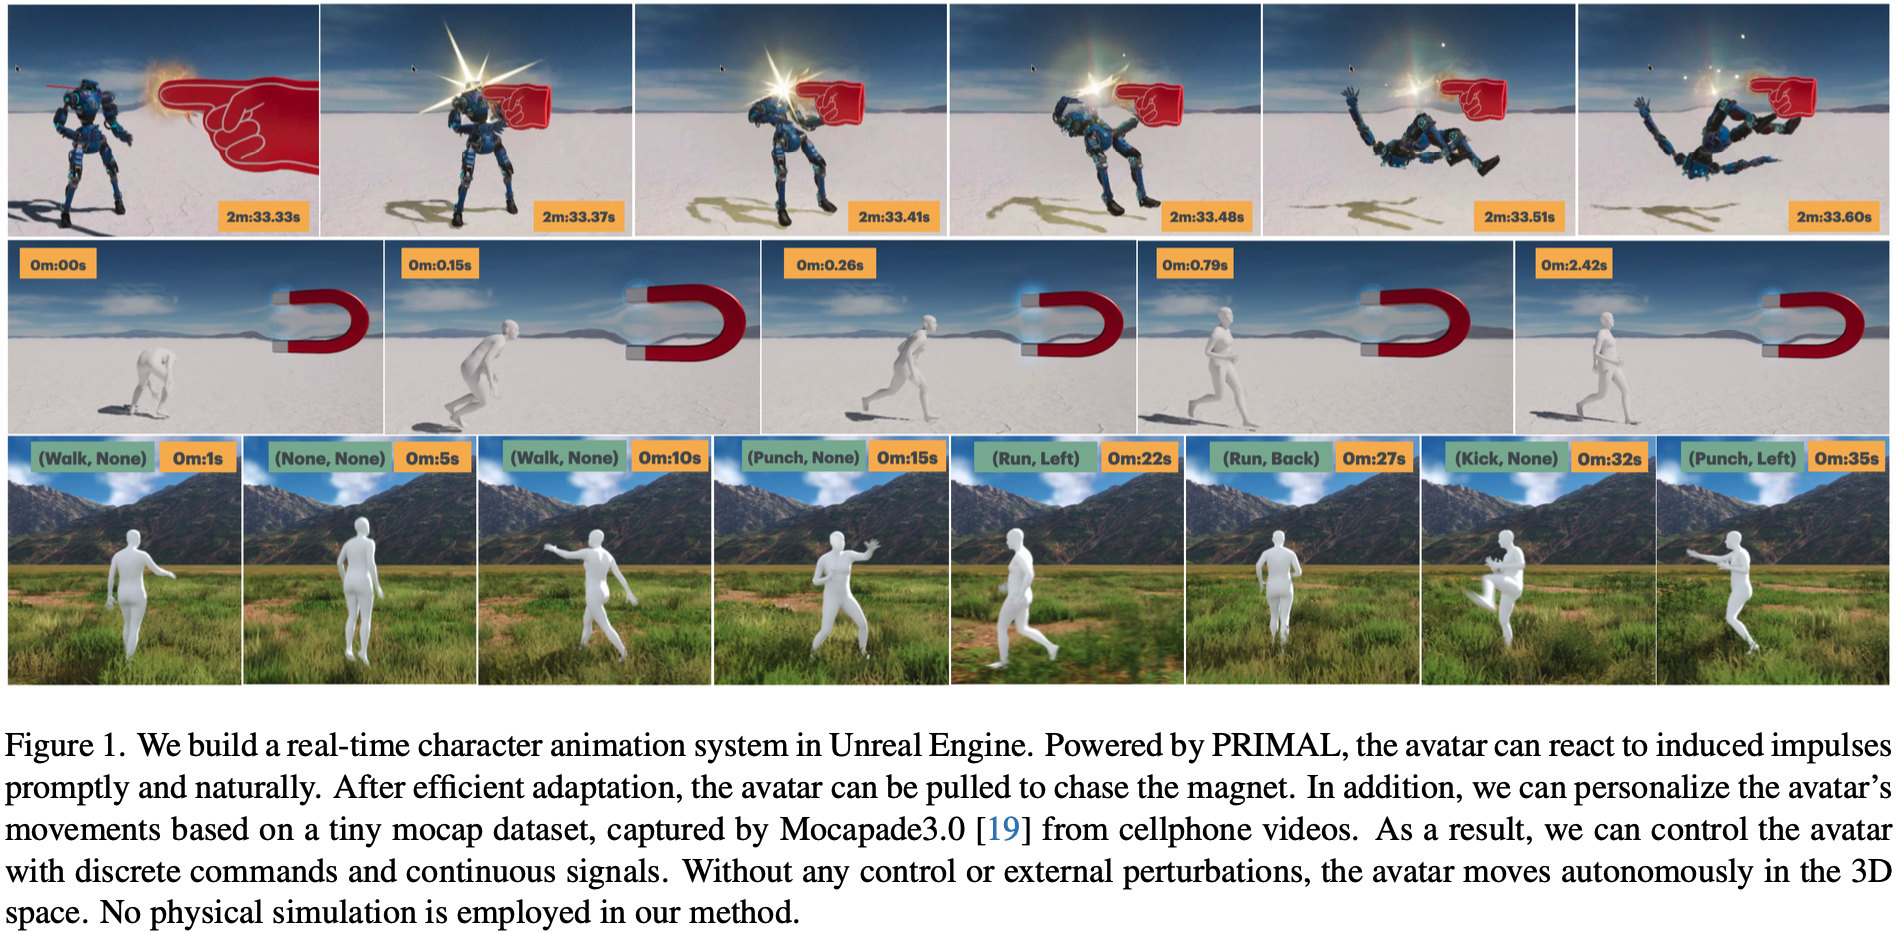 2m:33.33s
2m:33.37s
2m:33.41s
2m:33.48s
2m:33.51s
2m:33.60s
0m:00s
0m:0.15s
0m:0.26s
0m:0.79s
0m:2.42s
(Walk, None) 0m:1s
(None, None) 0m:5s
(Walk, None) 0m:10s
(Punch, None) 0m:15s
(Run, Left) 0m:22s
(Run, Back) 0m:27s
(Kick, None) 0m:32s
(Punch, Left) 0m:35s
Figure 1. We build a real-time character animation system in Unreal Engine. Powered by PRIMAL, the avatar can react to induced impulses
promptly and naturally. After efficient adaptation, the avatar can be pulled to chase the magnet. In addition, we can personalize the avatar's
movements based on a tiny mocap dataset, captured by Mocapade3.0 [19] from cellphone videos. As a result, we can control the avatar
with discrete commands and continuous signals. Without any control or external perturbations, the avatar moves autonomously in the 3D
space. No physical simulation is employed in our method.